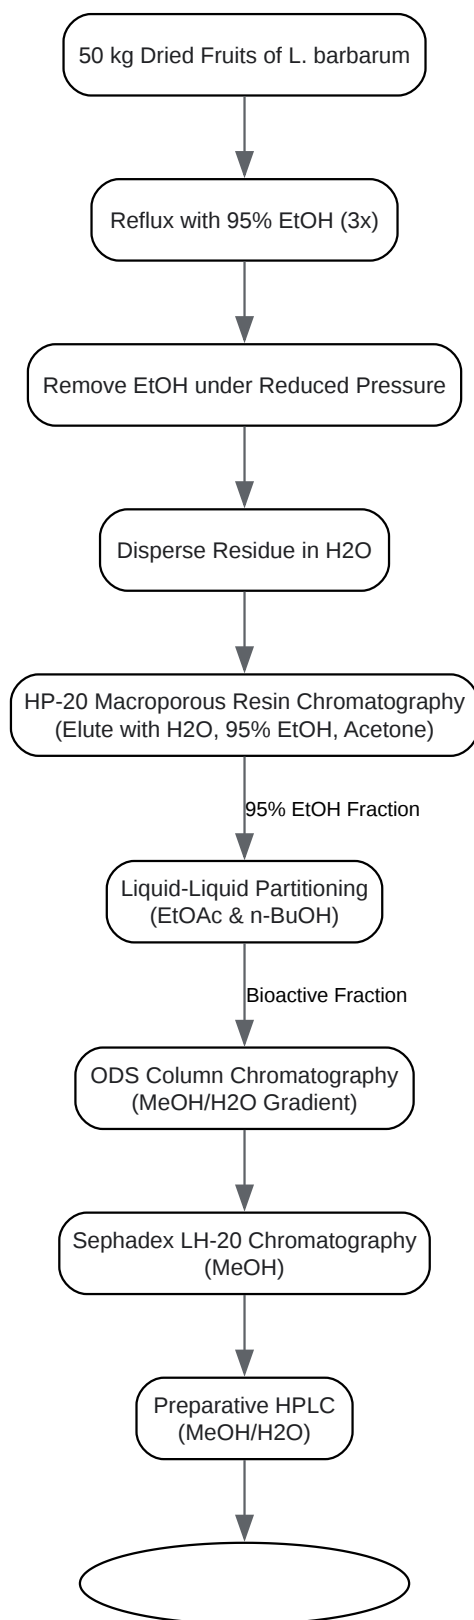 50 kg Dried Fruits of L. barbarum
Reflux with 95% EtOH (3x)
Remove EtOH under Reduced Pressure
Disperse Residue in H2O
HP-20 Macroporous Resin Chromatography
(Elute with H2O, 95% EtOH, Acetone)
95% EtOH Fraction
Liquid-Liquid Partitioning
(EtOAc & n-BuOH)
Bioactive Fraction
ODS Column Chromatography
(MeOH/H2O Gradient)
Sephadex LH-20 Chromatography
(MeOH)
Preparative HPLC
(MeOH/H2O)